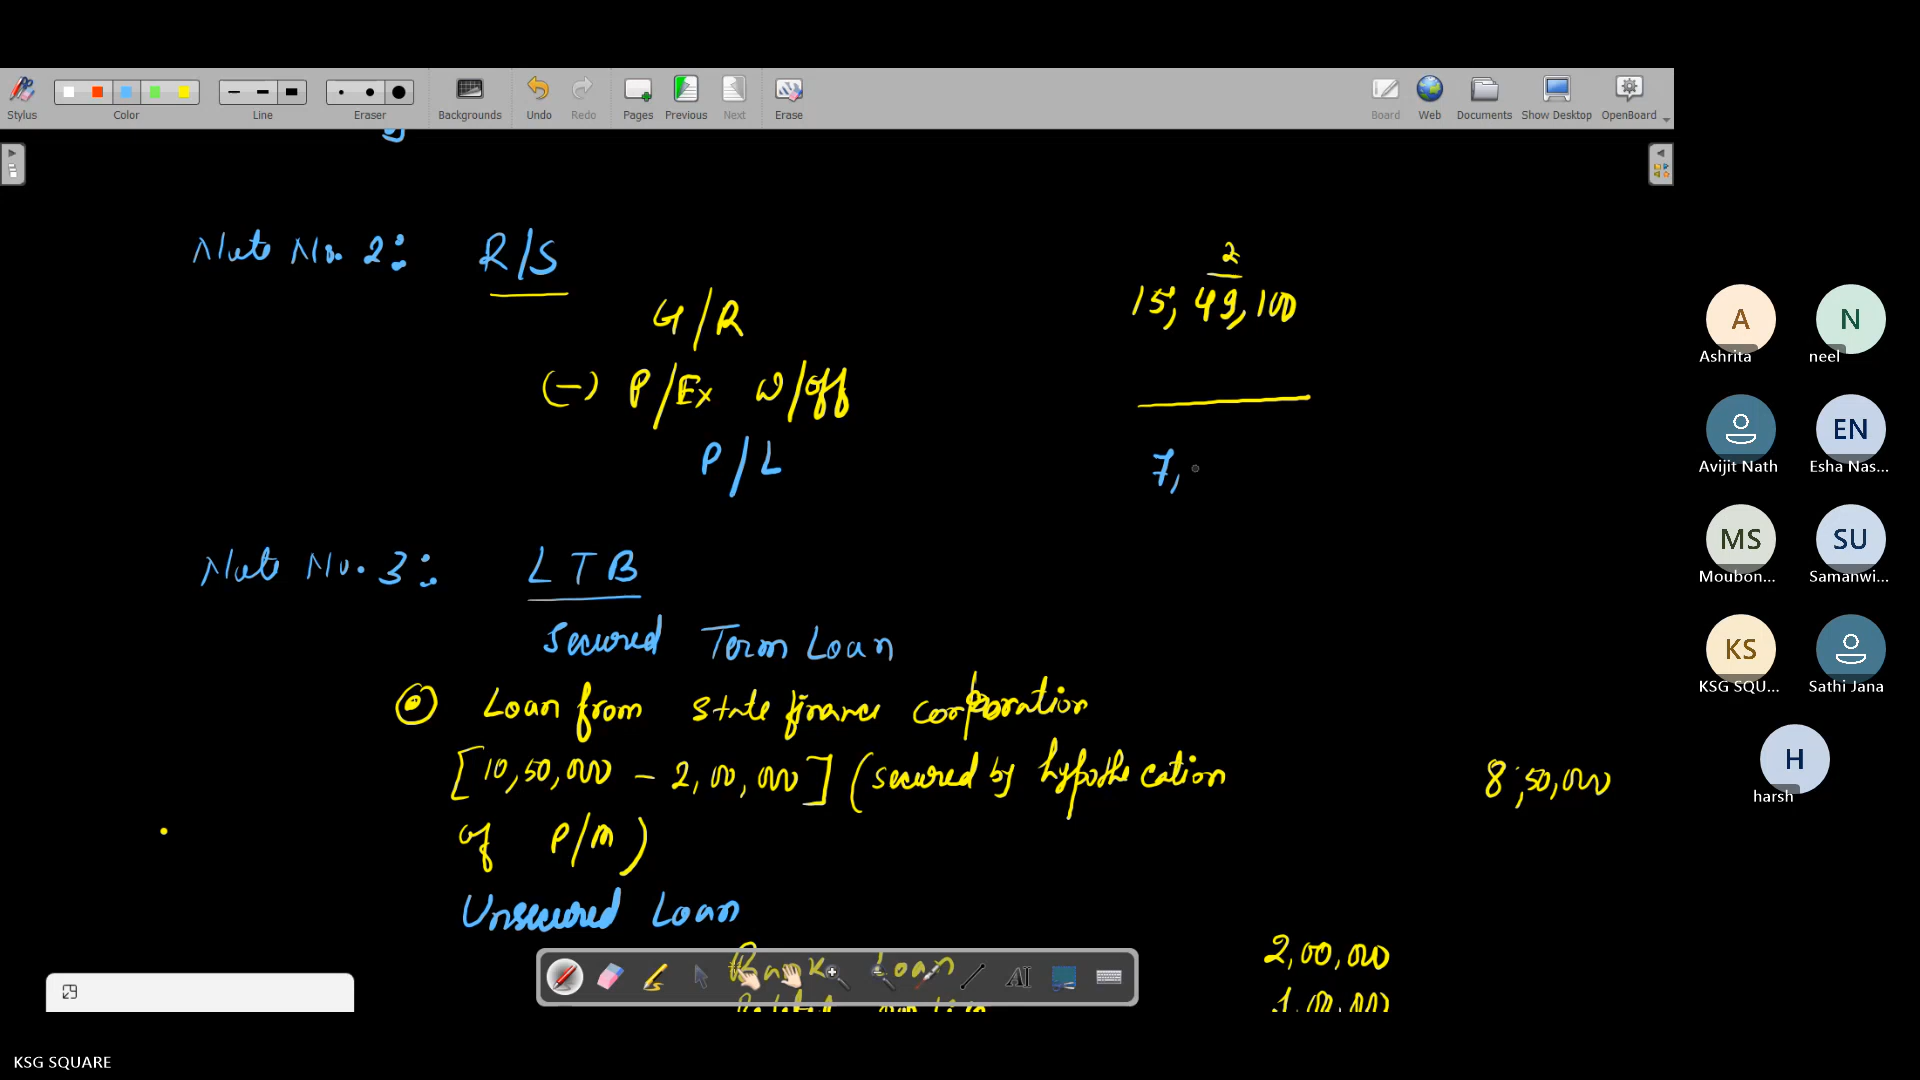 Stylus
Color
Line
Eraser
Backgrounds
Undo
Redo
Pages
Previous
Next
Erase
Board
Web
Documents
Show Desktop
OpenBoard
Note No. 2: R/S
2
G/R 15,49,100
(-) P/Ex W/off
P/L 7,
Note No. 3: LTB
Secured Term Loan
Loan from State finance corporation
[10,50,000 - 2,00,000] (secured by hypothecation 8,50,000
of P/M)
Unsecured Loan
Bank Loan 2,00,000
1,00,000
A
Ashrita
N
neel
Avijit Nath
EN
Esha Nas...
MS
Moubon...
SU
Samanwi...
KS
KSG SQU...
Sathi Jana
H
harsh
KSG SQUARE